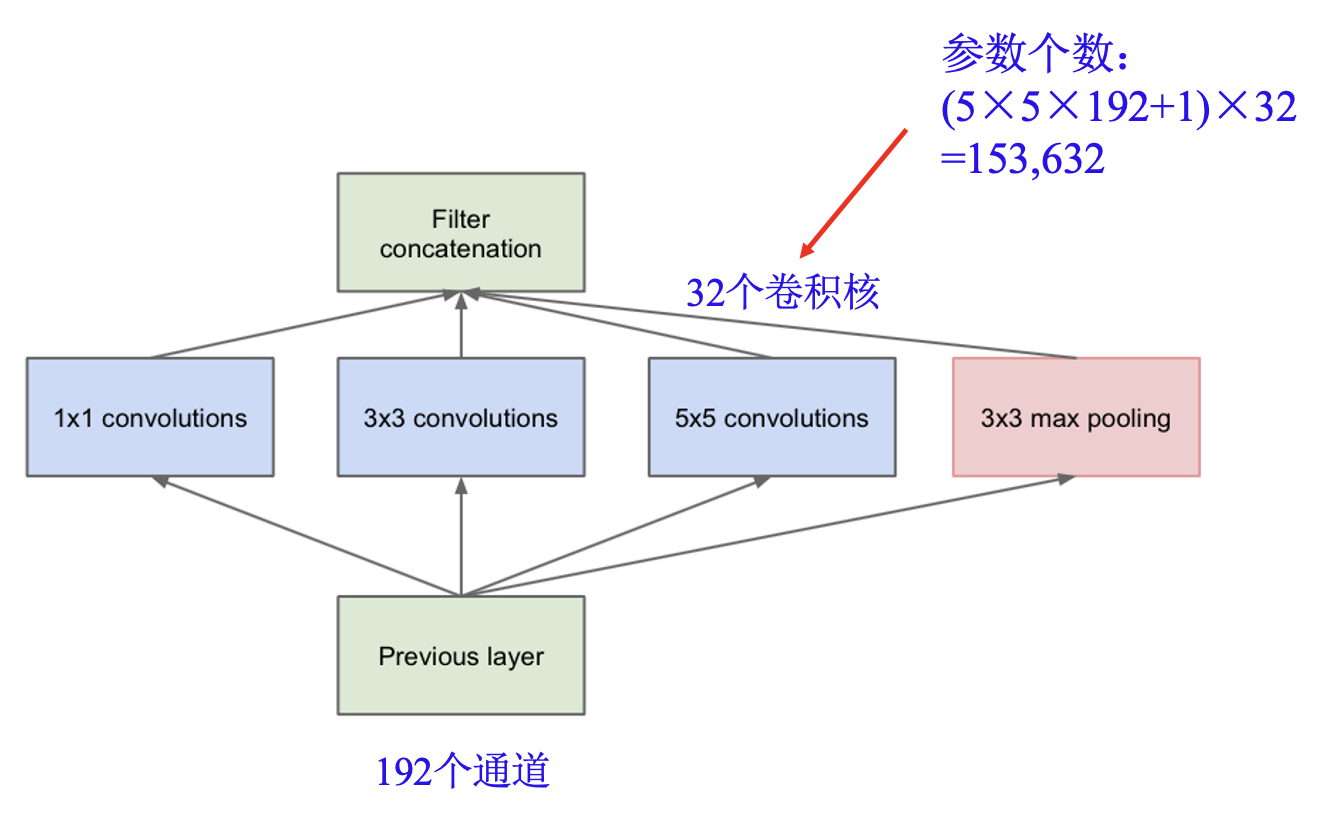 参数个数：
(5×5×192+1)×32
=153,632
Filter
concatenation
32个卷积核
1x1 convolutions
3x3 convolutions
5x5 convolutions
3x3 max pooling
Previous layer
192个通道